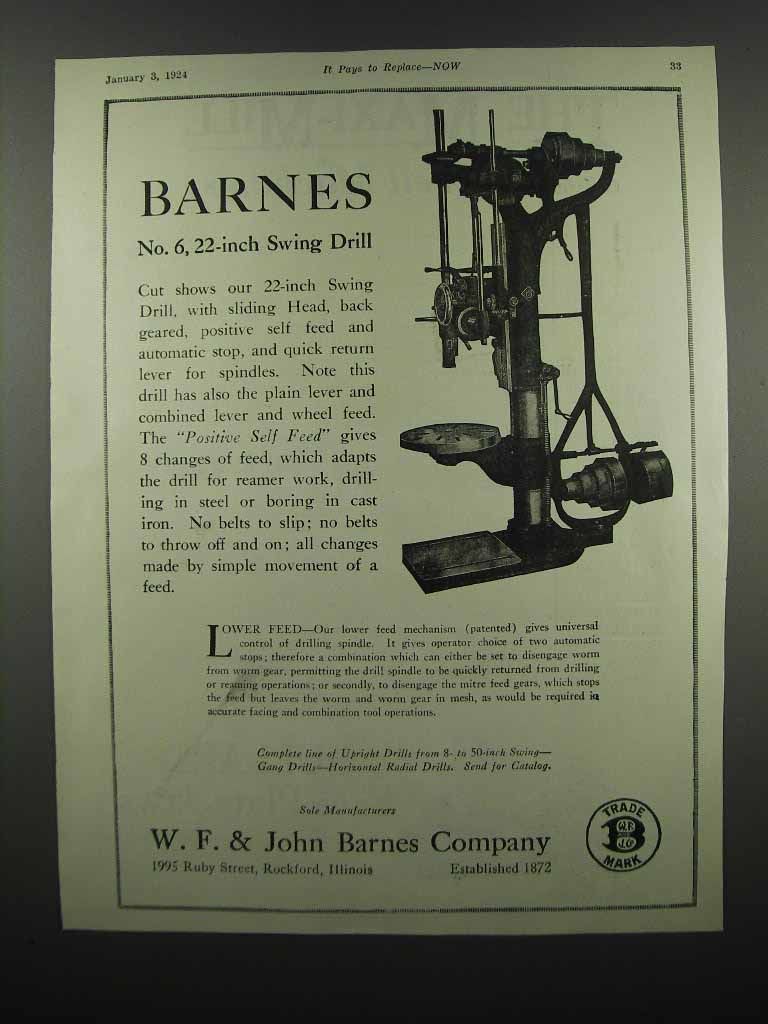 January 3, 1924
It Pays to Replace—NOW
33
BARNES
No. 6, 22-inch Swing Drill
Cut shows our 22-inch Swing
Drill, with sliding Head, back
geared, positive self feed and
automatic stop, and quick return
lever for spindles. Note this
drill has also the plain lever and
combined lever and wheel feed.
The "Positive Self Feed" gives
8 changes of feed, which adapts
the drill for reamer work, drill-
ing in steel or boring in cast
iron. No belts to slip; no belts
to throw off and on; all changes
made by simple movement of a
feed.
LOWER FEED—Our lower feed mechanism (patented) gives universal
control of drilling spindle. It gives operator choice of two automatic
stops; therefore a combination which can either be set to disengage worm
from worm gear, permitting the drill spindle to be quickly returned from drilling
or reaming operations; or secondly, to disengage the mitre feed gears, which stops
the feed but leaves the worm and worm gear in mesh, as would be required in
accurate facing and combination tool operations.
Complete line of Upright Drills from 8- to 50-inch Swing—
Gang Drills—Horizontal Radial Drills. Send for Catalog.
Sole Manufacturers
W. F. & John Barnes Company
1995 Ruby Street, Rockford, Illinois
Established 1872
TRADE
W.F.
B
&
JNO
MARK